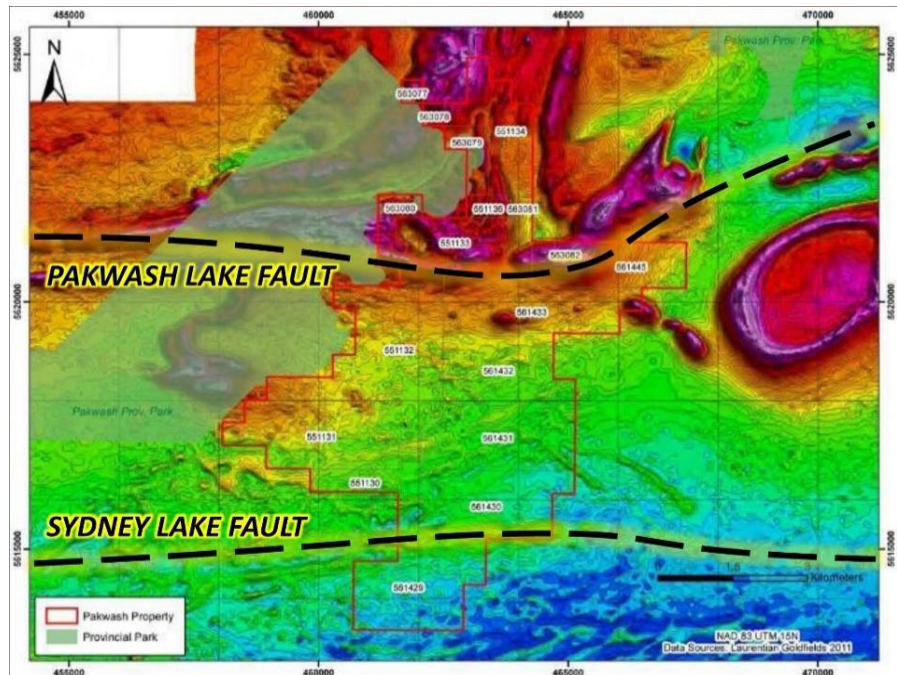 455000 460000 465000 470000
Pakwash Prov. Park
5625000 5625000
N
563077
563078
551134
563079
563080 551136 563081
551133
563082
561445
PAKWASH LAKE FAULT
5620000 5620000
561433
551132
561432
Pakwash Prov. Park
551131 561431
551130
561430
SYDNEY LAKE FAULT
5615000 5615000
561429
0 1.5
Kilometers
Pakwash Property
Provincial Park
NAD 83 UTM 15N
Data Sources: Laurentian Goldfields 2011
455000 460000 465000 470000